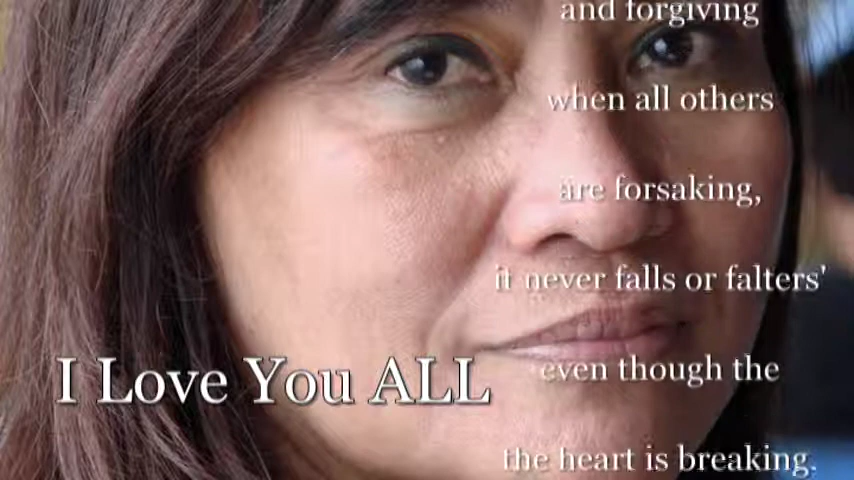 and forgiving
when all others
are forsaking,
it never falls or falters'
even though the
I Love You ALL
the heart is breaking.